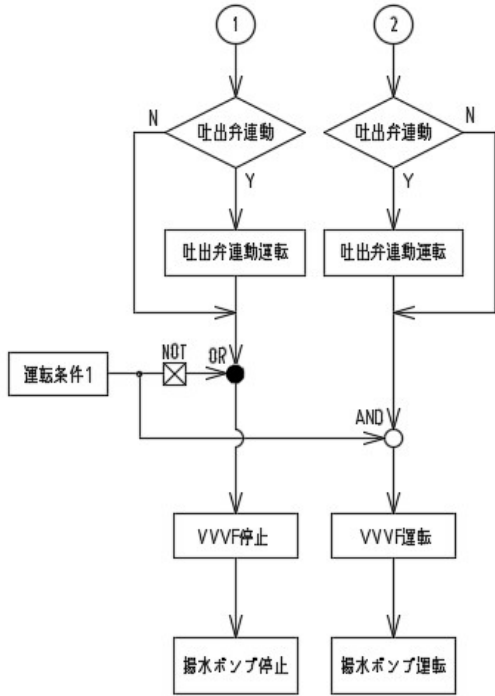 1
2
吐出弁連動
吐出弁連動
N
N
Y
Y
吐出弁連動運転
吐出弁連動運転
NOT
OR
運転条件1
AND
VVVF停止
VVVF運転
揚水ポンプ停止
揚水ポンプ運転